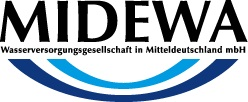 MIDEWA
Wasserversorgungsgesellschaft in Mitteldeutschland mbH